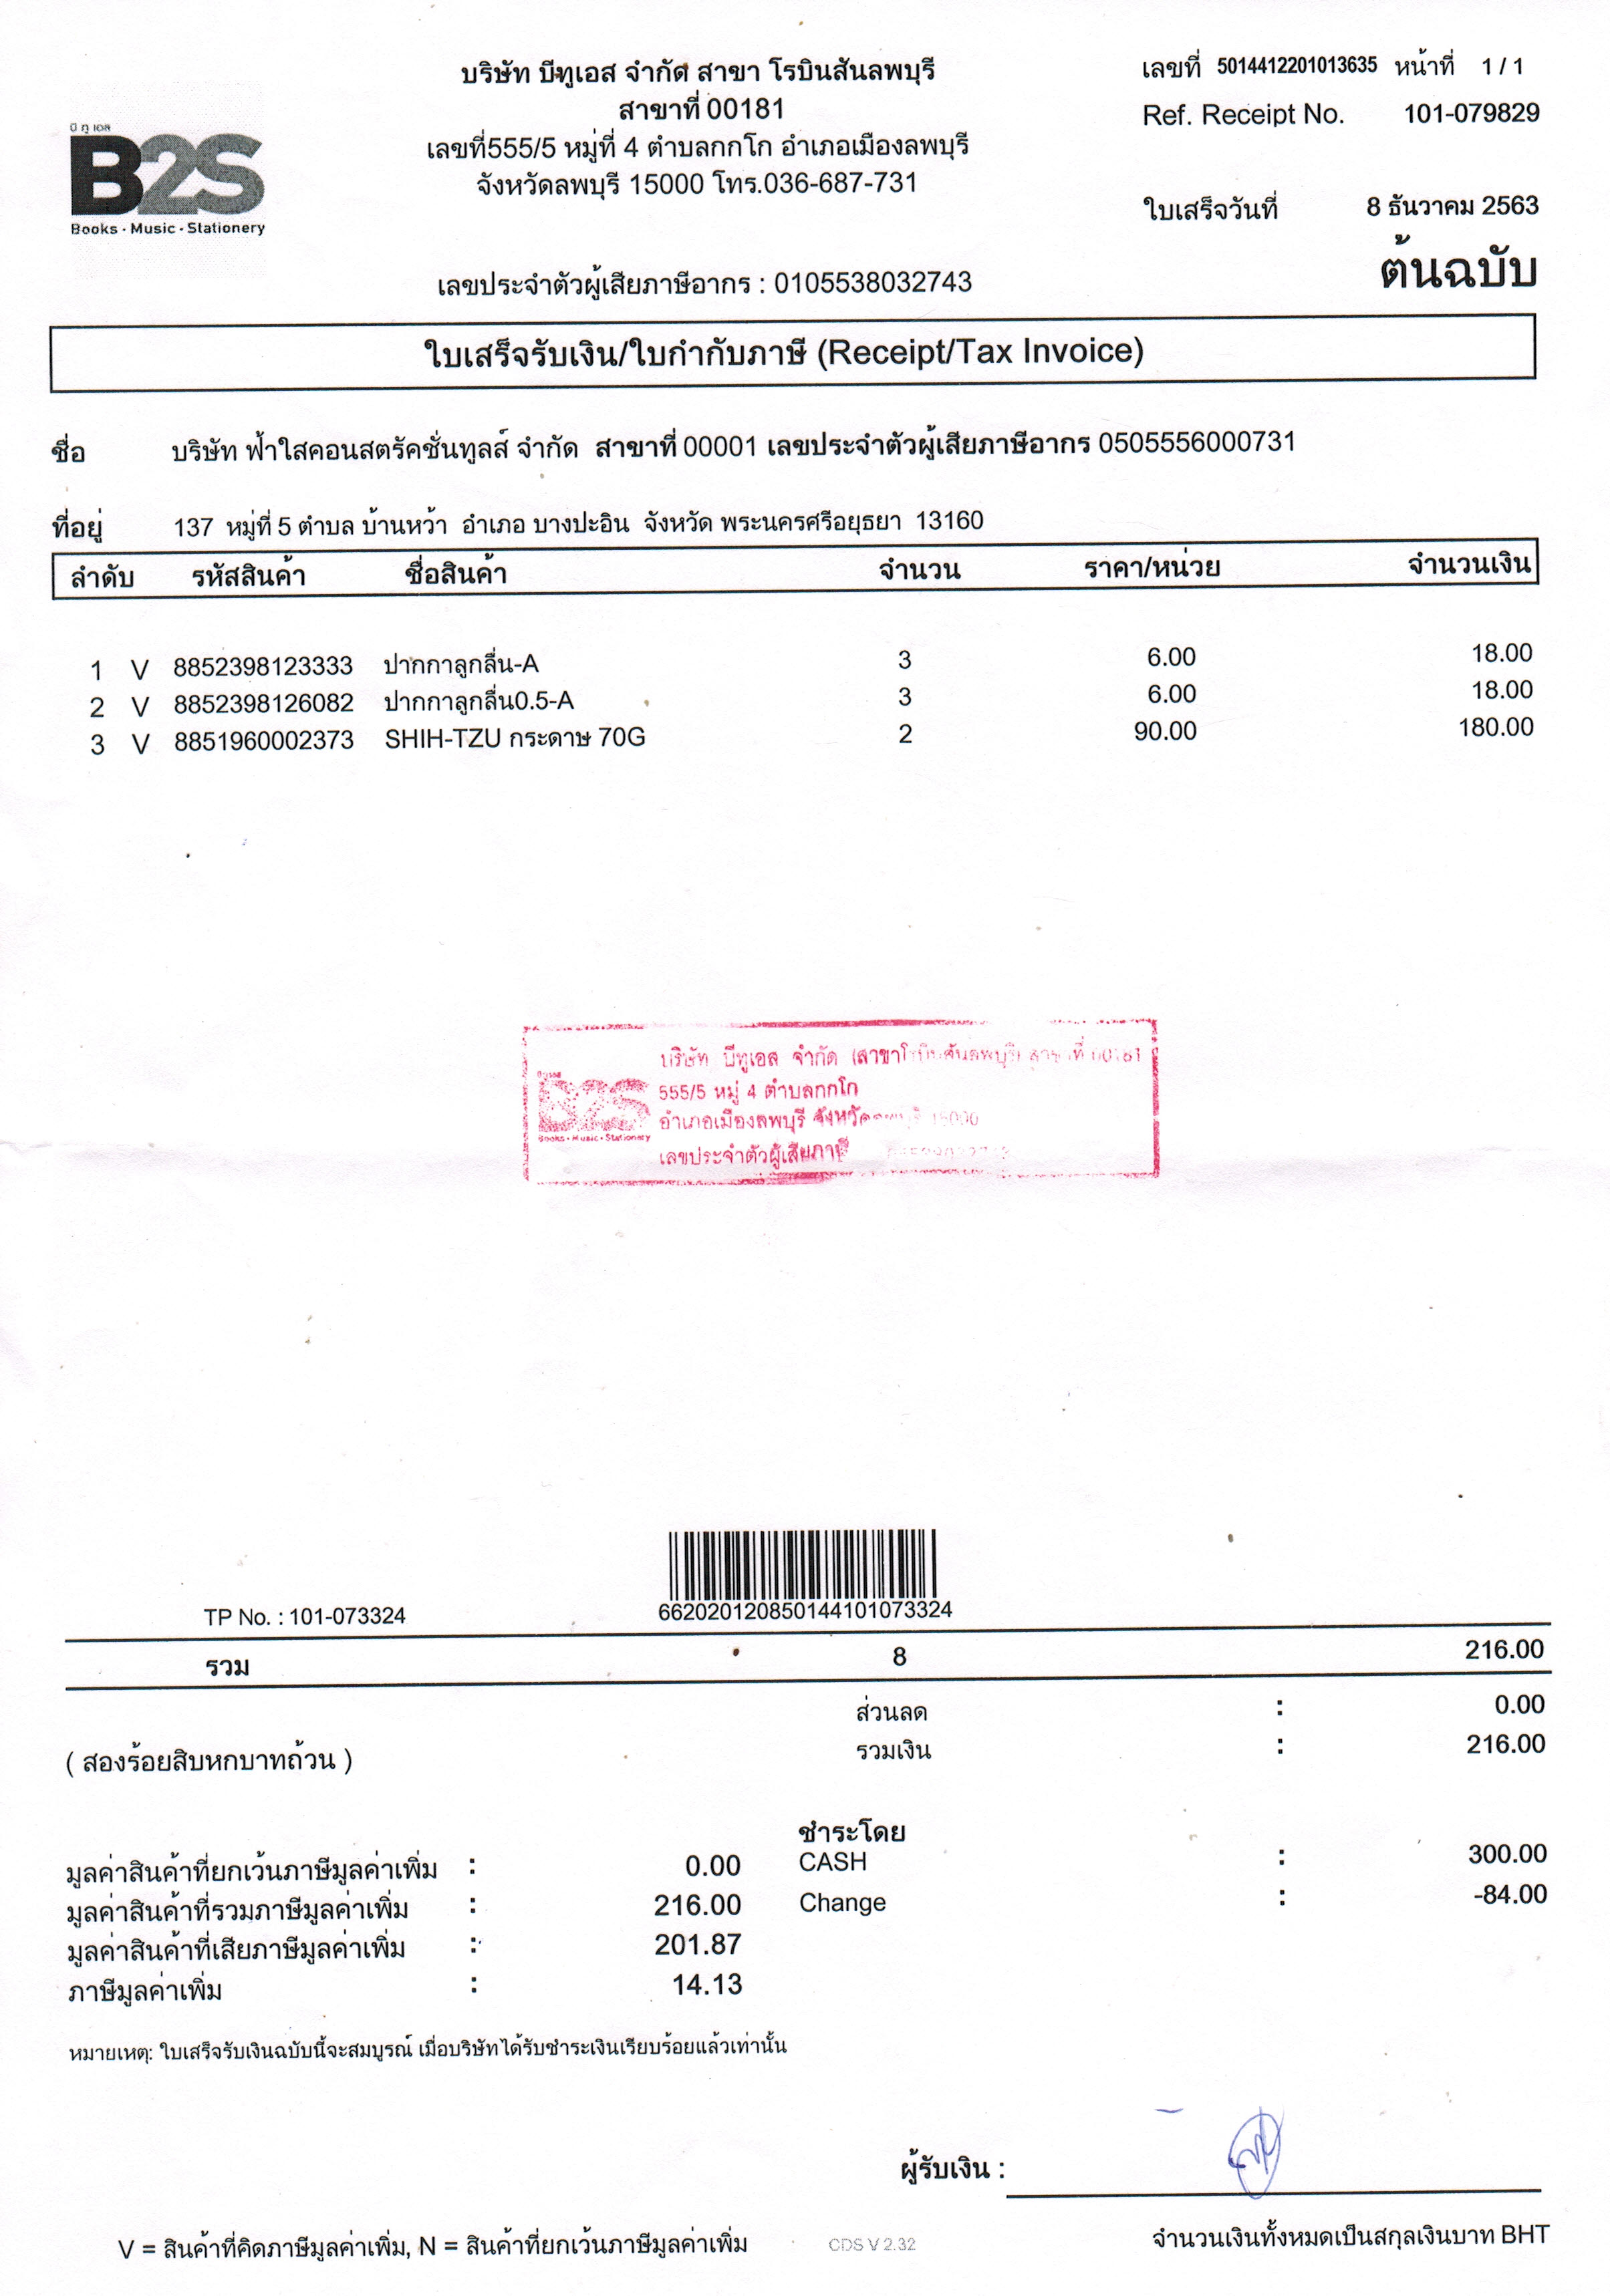 บริษัท บีทูเอส จำกัด สาขา โรบินสันลพบุรี
สาขาที่ 00181
เลขที่555/5 หมู่ที่ 4 ตำบลกกโก อำเภอเมืองลพบุรี
จังหวัดลพบุรี 15000 โทร.036-687-731
เลขที่ 5014412201013635 หน้าที่ 1 / 1
Ref. Receipt No. 101-079829
ใบเสร็จวันที่ 8 ธันวาคม 2563
ต้นฉบับ
บี ทู เอส
B2S
Books · Music · Stationery
เลขประจำตัวผู้เสียภาษีอากร : 0105538032743
ใบเสร็จรับเงิน/ใบกำกับภาษี (Receipt/Tax Invoice)
ชื่อ บริษัท ฟ้าใสคอนสตรัคชั่นทูลส์ จำกัด สาขาที่ 00001 เลขประจำตัวผู้เสียภาษีอากร 0505556000731
ที่อยู่ 137 หมู่ที่ 5 ตำบล บ้านหว้า อำเภอ บางปะอิน จังหวัด พระนครศรีอยุธยา 13160
ลำดับ รหัสสินค้า ชื่อสินค้า จำนวน ราคา/หน่วย จำนวนเงิน
1 V 8852398123333 ปากกาลูกลื่น-A 3 6.00 18.00
2 V 8852398126082 ปากกาลูกลื่น0.5-A 3 6.00 18.00
3 V 8851960002373 SHIH-TZU กระดาษ 70G 2 90.00 180.00
บริษัท บีทูเอส จำกัด (สาขาโรบินสันลพบุรี) สาขาที่ 00181
555/5 หมู่ 4 ตำบลกกโก
อำเภอเมืองลพบุรี จังหวัดลพบุรี 15000
เลขประจำตัวผู้เสียภาษี
B2S
Books · Music · Stationery
TP No. : 101-073324
66202012085014410107​3324
รวม 8 216.00
ส่วนลด : 0.00
( สองร้อยสิบหกบาทถ้วน ) รวมเงิน : 216.00
ชำระโดย
มูลค่าสินค้าที่ยกเว้นภาษีมูลค่าเพิ่ม : 0.00 CASH : 300.00
มูลค่าสินค้าที่รวมภาษีมูลค่าเพิ่ม : 216.00 Change : -84.00
มูลค่าสินค้าที่เสียภาษีมูลค่าเพิ่ม : 201.87
ภาษีมูลค่าเพิ่ม : 14.13
หมายเหตุ: ใบเสร็จรับเงินฉบับนี้จะสมบูรณ์ เมื่อบริษัทได้รับชำระเงินเรียบร้อยแล้วเท่านั้น
ผู้รับเงิน :
V = สินค้าที่คิดภาษีมูลค่าเพิ่ม, N = สินค้าที่ยกเว้นภาษีมูลค่าเพิ่ม CDS V 2.32 จำนวนเงินทั้งหมดเป็นสกุลเงินบาท BHT